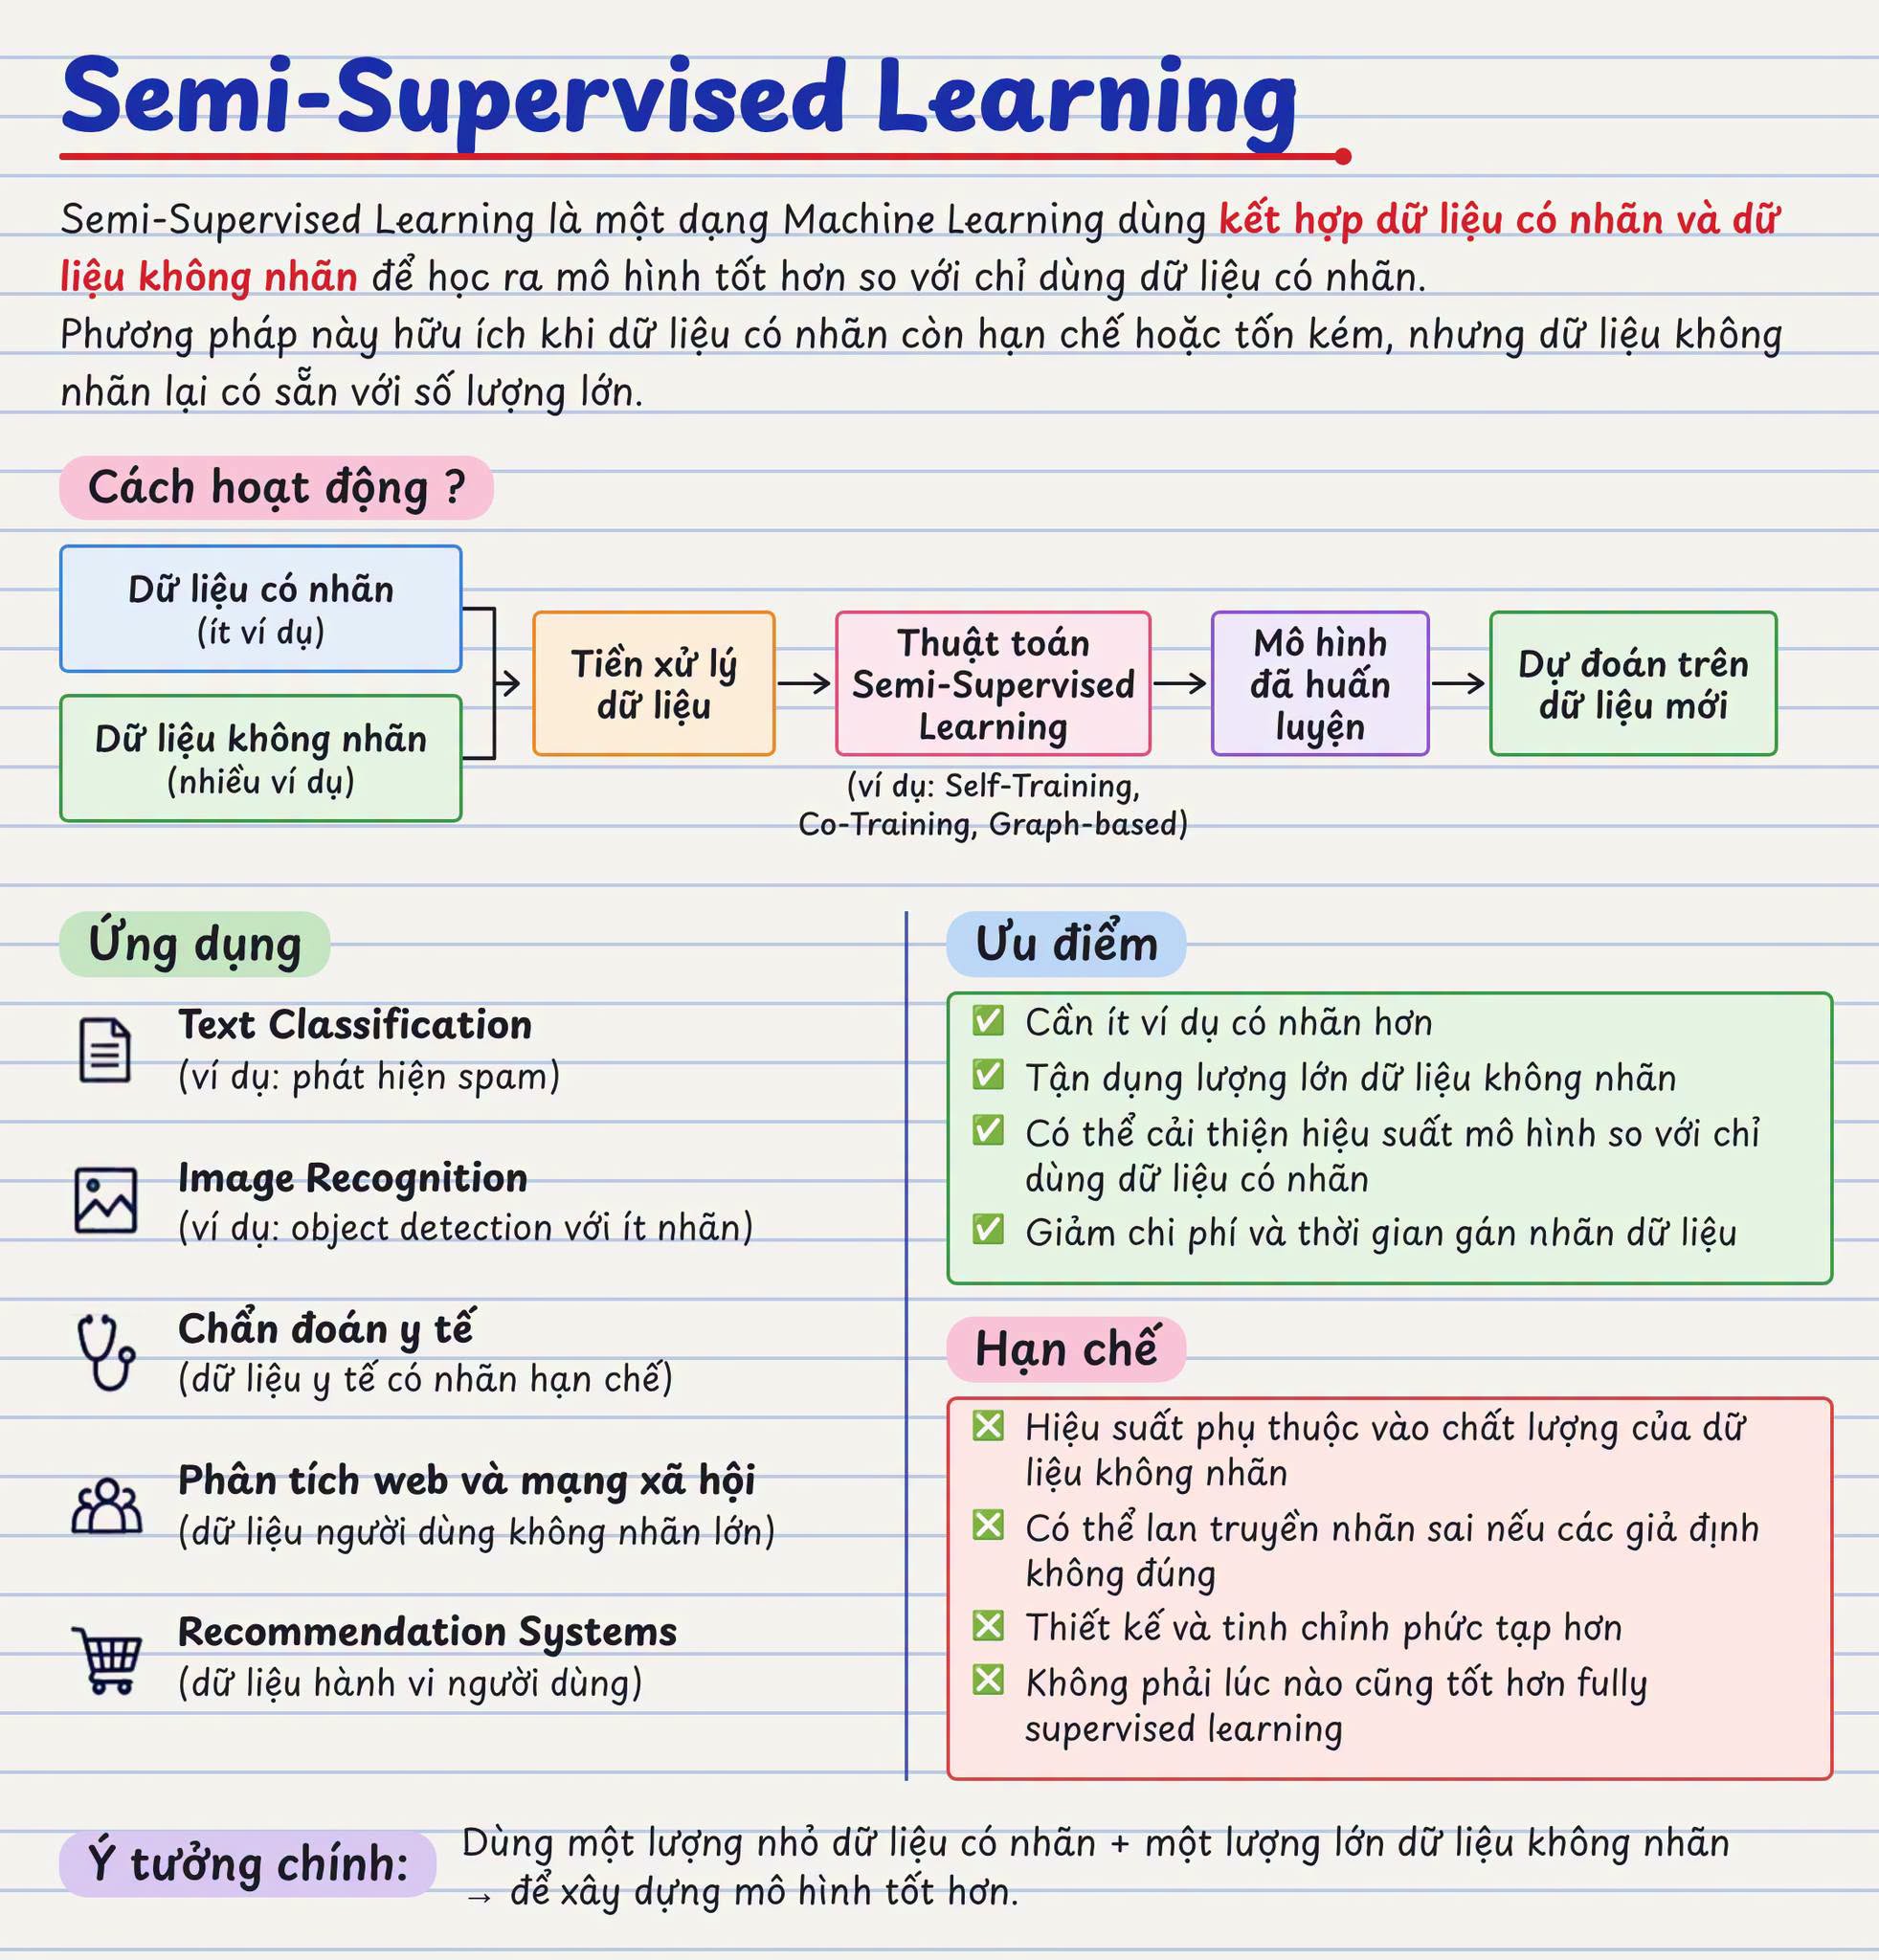 Semi-Supervised Learning
Semi-Supervised Learning là một dạng Machine Learning dùng kết hợp dữ liệu có nhãn và dữ
liệu không nhãn để học ra mô hình tốt hơn so với chỉ dùng dữ liệu có nhãn.
Phương pháp này hữu ích khi dữ liệu có nhãn còn hạn chế hoặc tốn kém, nhưng dữ liệu không
nhãn lại có sẵn với số lượng lớn.
Cách hoạt động ?
Dữ liệu có nhãn
(ít ví dụ)
Dữ liệu không nhãn
(nhiều ví dụ)
Tiền xử lý
dữ liệu
Thuật toán
Semi-Supervised
Learning
(ví dụ: Self-Training,
Co-Training, Graph-based)
Mô hình
đã huấn
luyện
Dự đoán trên
dữ liệu mới
Ứng dụng
Text Classification
(ví dụ: phát hiện spam)
Image Recognition
(ví dụ: object detection với ít nhãn)
Chẩn đoán y tế
(dữ liệu y tế có nhãn hạn chế)
Phân tích web và mạng xã hội
(dữ liệu người dùng không nhãn lớn)
Recommendation Systems
(dữ liệu hành vi người dùng)
Ưu điểm
✅ Cần ít ví dụ có nhãn hơn
✅ Tận dụng lượng lớn dữ liệu không nhãn
✅ Có thể cải thiện hiệu suất mô hình so với chỉ
dùng dữ liệu có nhãn
✅ Giảm chi phí và thời gian gán nhãn dữ liệu
Hạn chế
❎ Hiệu suất phụ thuộc vào chất lượng của dữ
liệu không nhãn
❎ Có thể lan truyền nhãn sai nếu các giả định
không đúng
❎ Thiết kế và tinh chỉnh phức tạp hơn
❎ Không phải lúc nào cũng tốt hơn fully
supervised learning
Ý tưởng chính:
Dùng một lượng nhỏ dữ liệu có nhãn + một lượng lớn dữ liệu không nhãn
→ để xây dựng mô hình tốt hơn.